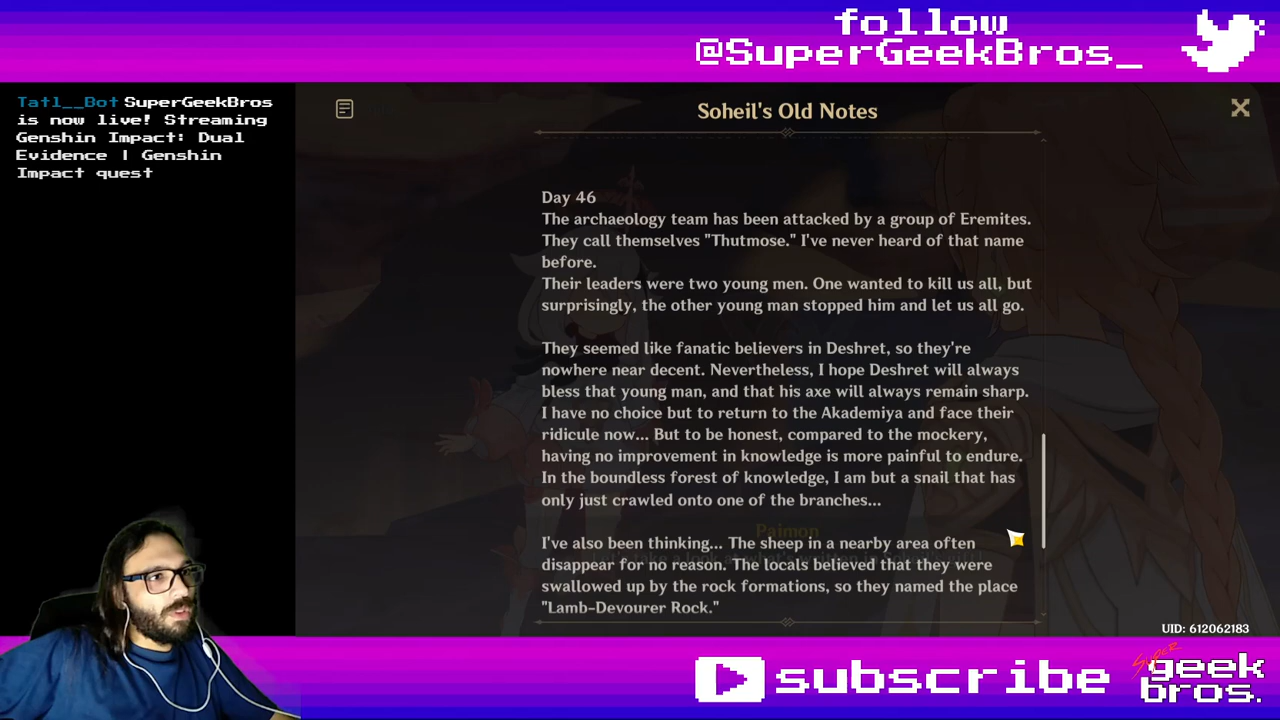 follow
@SuperGeekBros_
Tatl__Bot SuperGeekBros
is now live! Streaming
Genshin Impact: Dual
Evidence | Genshin
Impact quest
Soheil's Old Notes
Day 46
The archaeology team has been attacked by a group of Eremites.
They call themselves "Thutmose." I've never heard of that name
before.
Their leaders were two young men. One wanted to kill us all, but
surprisingly, the other young man stopped him and let us all go.
They seemed like fanatic believers in Deshret, so they're
nowhere near decent. Nevertheless, I hope Deshret will always
bless that young man, and that his axe will always remain sharp.
I have no choice but to return to the Akademiya and face their
ridicule now... But to be honest, compared to the mockery,
having no improvement in knowledge is more painful to endure.
In the boundless forest of knowledge, I am but a snail that has
only just crawled onto one of the branches...
Paimon
I've also been thinking... The sheep in a nearby area often
disappear for no reason. The locals believed that they were
swallowed up by the rock formations, so they named the place
"Lamb-Devourer Rock."
UID: 612062183
subscribe
SUPER
geek
bros.